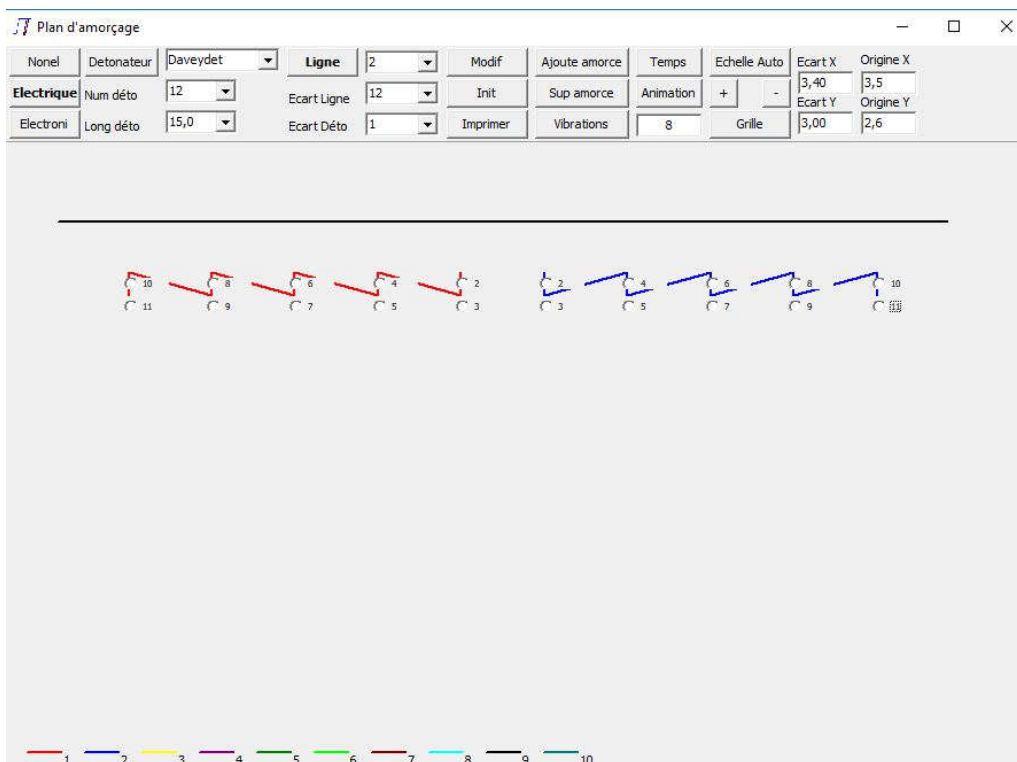 Plan d'amorçage
Nonel Detonateur Daveydet Ligne 2 Modif Ajoute amorce Temps Echelle Auto Ecart X Origine X
Electrique Num déto 12 Ecart Ligne 12 Init Sup amorce Animation + - 3,40 3,5
Ecart Y Origine Y
Electroni Long déto 15,0 Ecart Déto 1 Imprimer Vibrations 8 Grille 3,00 2,6
10 8 6 4 2 2 4 6 8 10
11 9 7 5 3 3 5 7 9 11
1 2 3 4 5 6 7 8 9 10